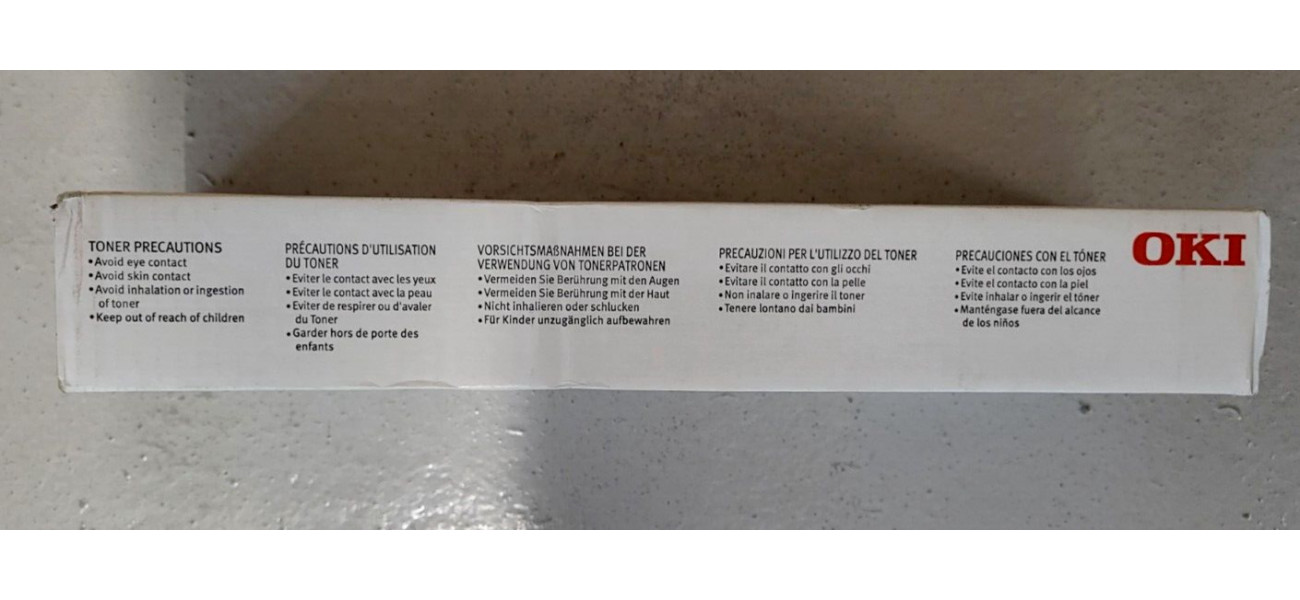 TONER PRECAUTIONS
•Avoid eye contact
•Avoid skin contact
•Avoid inhalation or ingestion
of toner
•Keep out of reach of children
PRÉCAUTIONS D'UTILISATION
DU TONER
•Eviter le contact avec les yeux
•Eviter le contact avec la peau
•Eviter de respirer ou d'avaler
du Toner
•Garder hors de porte des
enfants
VORSICHTSMAßNAHMEN BEI DER
VERWENDUNG VON TONERPATRONEN
•Vermeiden Sie Berührung mit den Augen
•Vermeiden Sie Berührung mit der Haut
•Nicht inhalieren oder schlucken
•Für Kinder unzugänglich aufbewahren
PRECAUZIONI PER L'UTILIZZO DEL TONER
•Evitare il contatto con gli occhi
•Evitare il contatto con la pelle
•Non inalare o ingerire il toner
•Tenere lontano dai bambini
PRECAUCIONES CON EL TÓNER
•Evite el contacto con los ojos
•Evite el contacto con la piel
•Evite inhalar o ingerir el tóner
•Manténgase fuera del alcance
de los niños
OKI